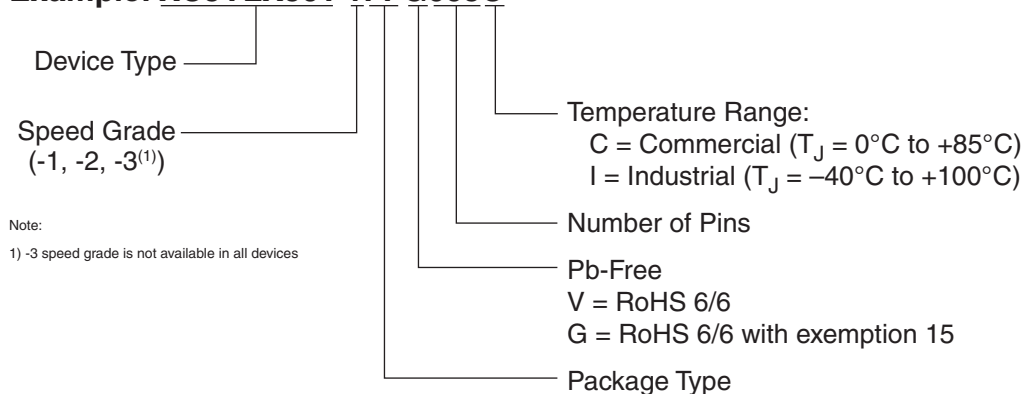 Example:
Device Type
Speed Grade
(-1, -2, -3(1))
Temperature Range:
C = Commercial (TJ = 0°C to +85°C)
I = Industrial (TJ = –40°C to +100°C)
Number of Pins
Note:
1) -3 speed grade is not available in all devices
Pb-Free
V = RoHS 6/6
G = RoHS 6/6 with exemption 15
Package Type